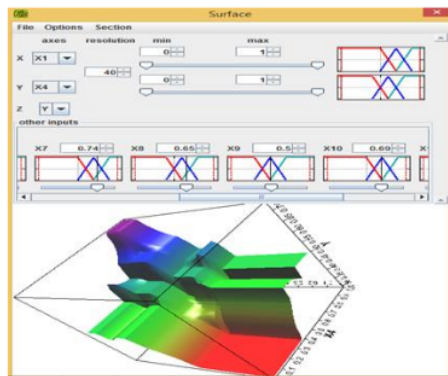 Surface
File Options Section
axes resolution min max
X X1 40 0 1
Y X4 0 1
Z Y
other inputs
X7 0.74 X8 0.65 X9 0.5 X10 0.69
X4